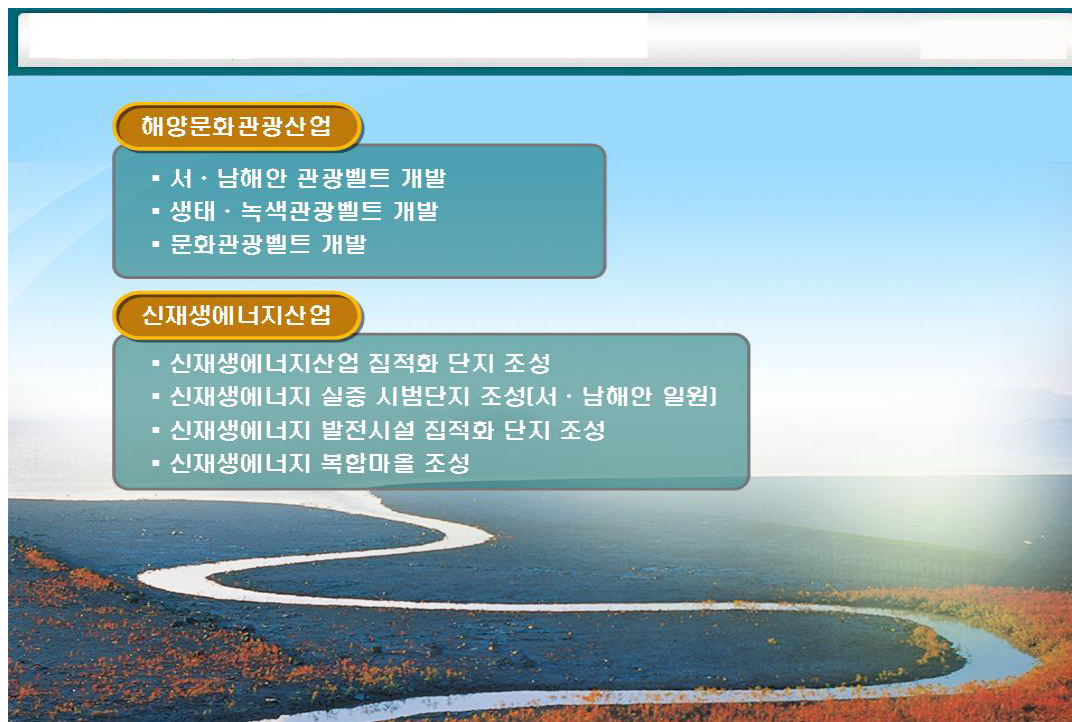 해양문화관광산업
▪ 서 · 남해안 관광벨트 개발
▪ 생태 · 녹색관광벨트 개발
▪ 문화관광벨트 개발
신재생에너지산업
▪ 신재생에너지산업 집적화 단지 조성
▪ 신재생에너지 실증 시범단지 조성(서 · 남해안 일원)
▪ 신재생에너지 발전시설 집적화 단지 조성
▪ 신재생에너지 복합마을 조성